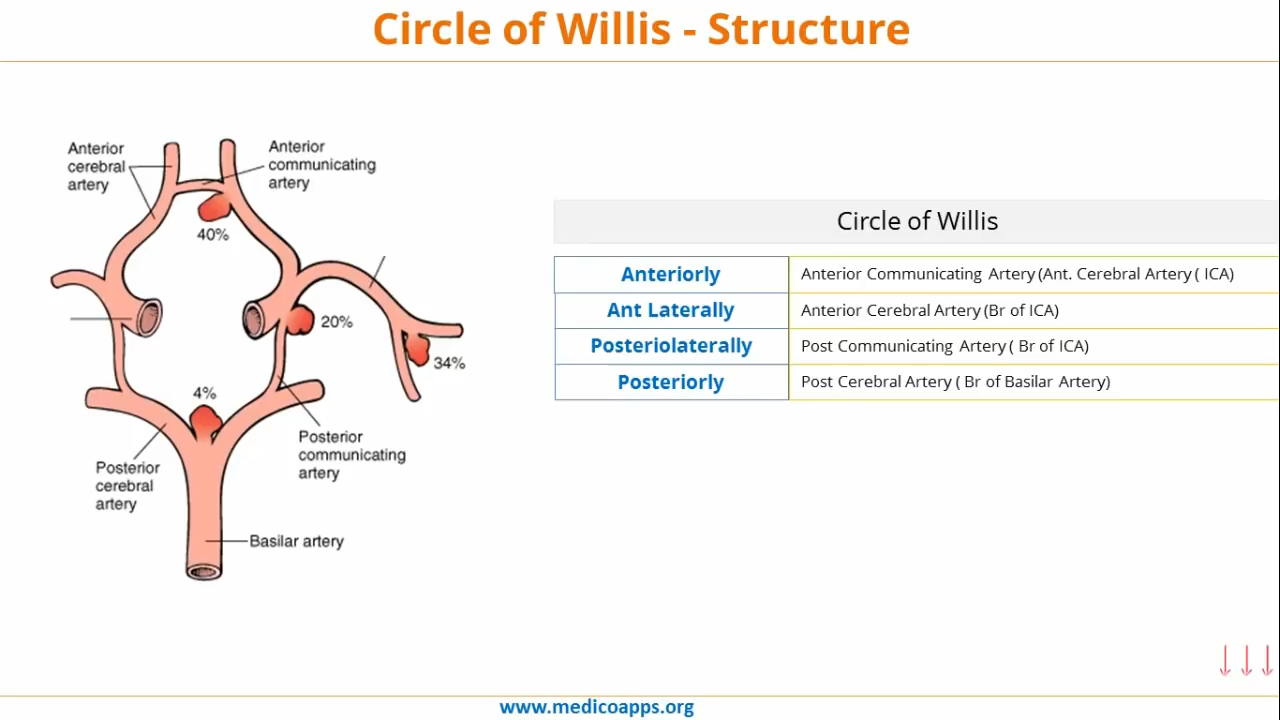 Circle of Willis - Structure
Anterior
cerebral
artery
Anterior
communicating
artery
40%
20%
34%
4%
Posterior
communicating
artery
Posterior
cerebral
artery
Basilar artery
Circle of Willis
Anteriorly Anterior Communicating Artery (Ant. Cerebral Artery ( ICA)
Ant Laterally Anterior Cerebral Artery (Br of ICA)
Posteriolaterally Post Communicating Artery ( Br of ICA)
Posteriorly Post Cerebral Artery ( Br of Basilar Artery)
www.medicoapps.org